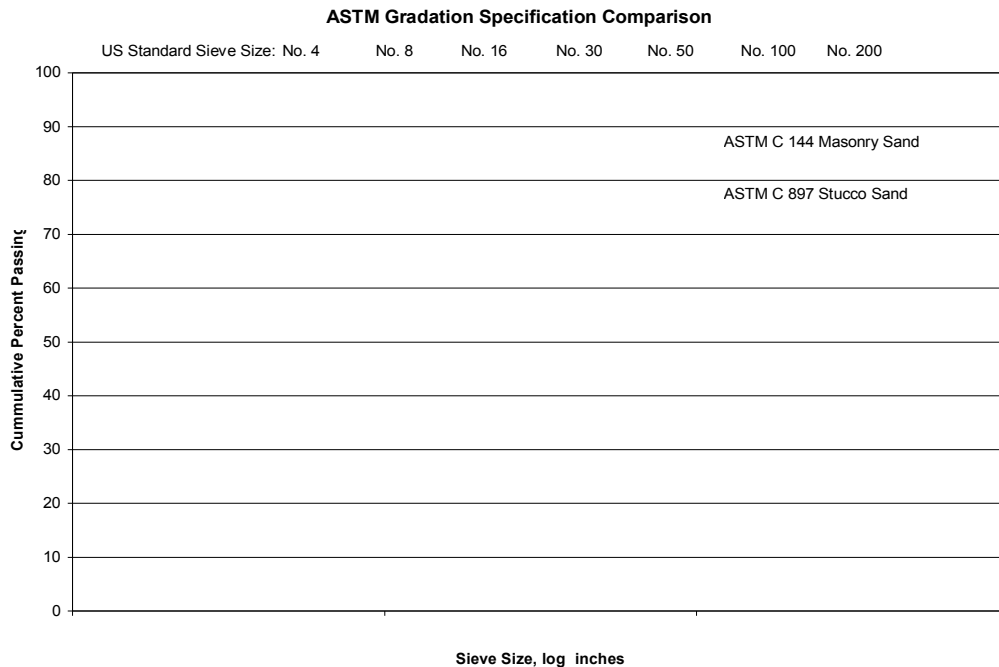 ASTM Gradation Specification Comparison
US Standard Sieve Size: No. 4 No. 8 No. 16 No. 30 No. 50 No. 100 No. 200
100
90
ASTM C 144 Masonry Sand
80
ASTM C 897 Stucco Sand
70
60
50
40
30
20
10
0
Cummulative Percent Passing
Sieve Size, log inches